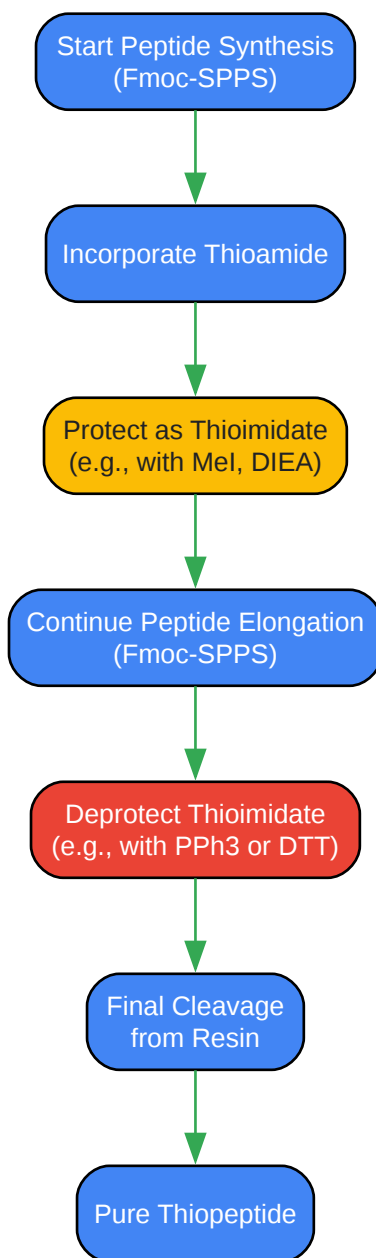 Start Peptide Synthesis
(Fmoc-SPPS)
Incorporate Thioamide
Protect as Thioimidate
(e.g., with MeI, DIEA)
Continue Peptide Elongation
(Fmoc-SPPS)
Deprotect Thioimidate
(e.g., with PPh3 or DTT)
Final Cleavage
from Resin
Pure Thiopeptide